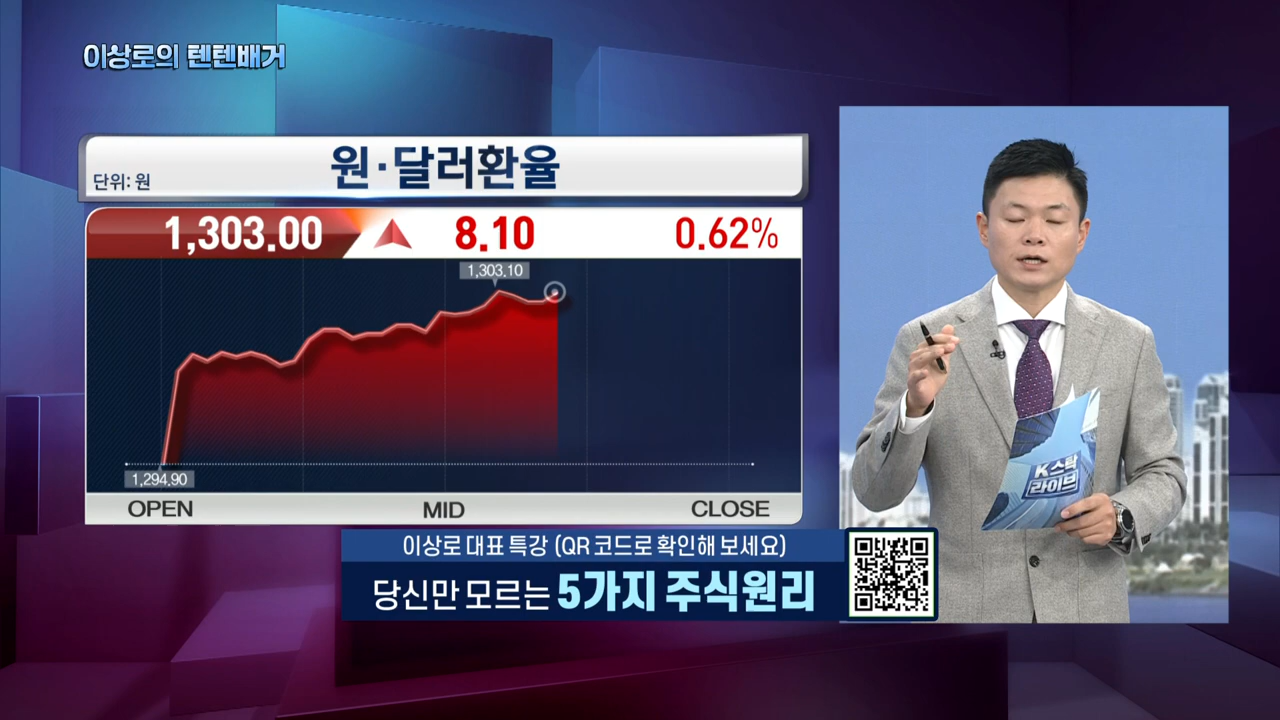 이상로의 텐텐배거
원·달러환율
단위: 원
1,303.00 8.10 0.62%
1,303.10
1,294.90
OPEN MID CLOSE
K스탁
라이브
이상로 대표 특강 (QR 코드로 확인해 보세요)
당신만 모르는 5가지 주식원리